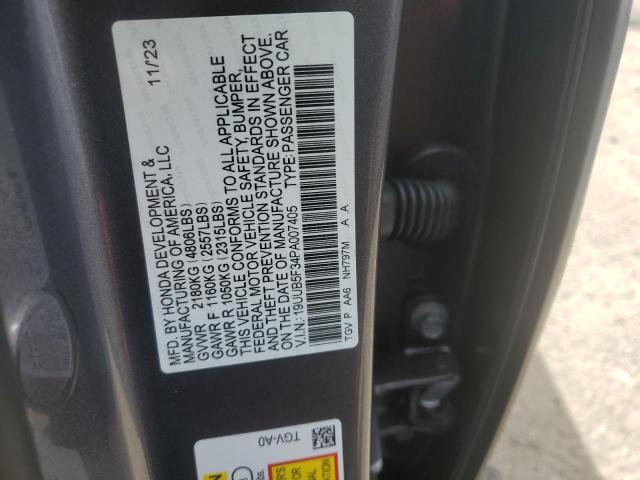 MFD. BY HONDA DEVELOPMENT & 11/23
MANUFACTURING OF AMERICA, LLC
GVWR 2180KG (4806LBS)
GAWR F 1160KG (2557LBS)
GAWR R 1050KG (2315LBS)
THIS VEHICLE CONFORMS TO ALL APPLICABLE
FEDERAL MOTOR VEHICLE SAFETY, BUMPER,
AND THEFT PREVENTION STANDARDS IN EFFECT
ON THE DATE OF MANUFACTURE SHOWN ABOVE.
V.I.N.: 19UUB5F34PA007405 TYPE: PASSENGER CAR
TGV P AA6 NH797M A A
TGV-A0